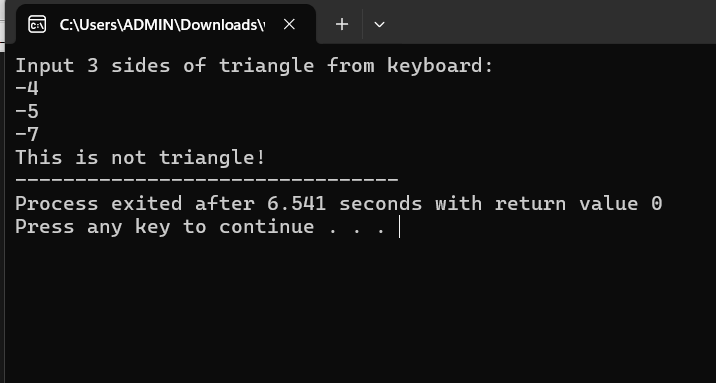 C:\Users\ADMIN\Downloads\
Input 3 sides of triangle from keyboard:
-4
-5
-7
This is not triangle!
--------------------------------
Process exited after 6.541 seconds with return value 0
Press any key to continue . . .